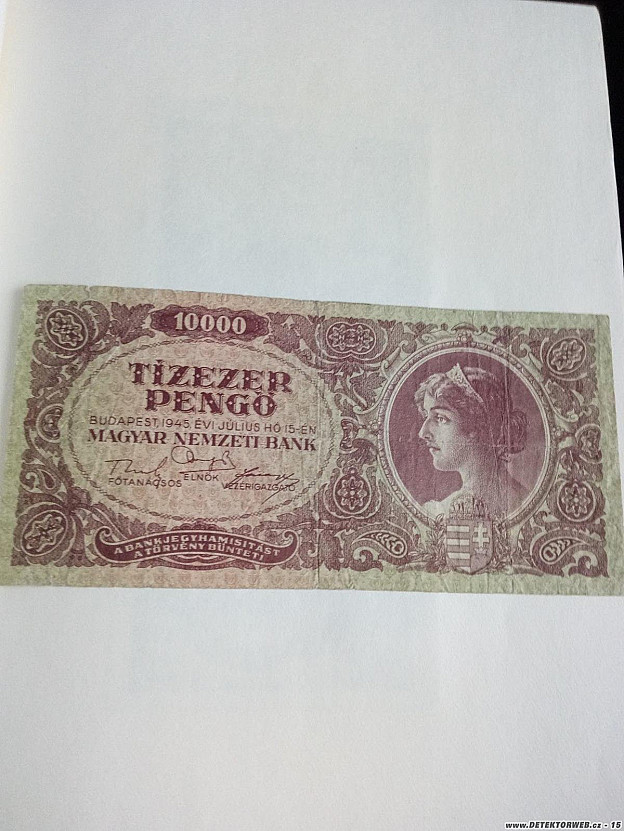 10000
TÍZEZER
PENGŐ
BUDAPEST 1945. ÉVI JÚLIUS HÓ 15-ÉN
MAGYAR NEMZETI BANK
FŐTANÁCSOS ELNÖK VEZÉRIGAZGATÓ
A BANKJEGYHAMISITÁST
A TÖRVÉNY BÜNTETI
www.DETEKTORWEB.cz - 15